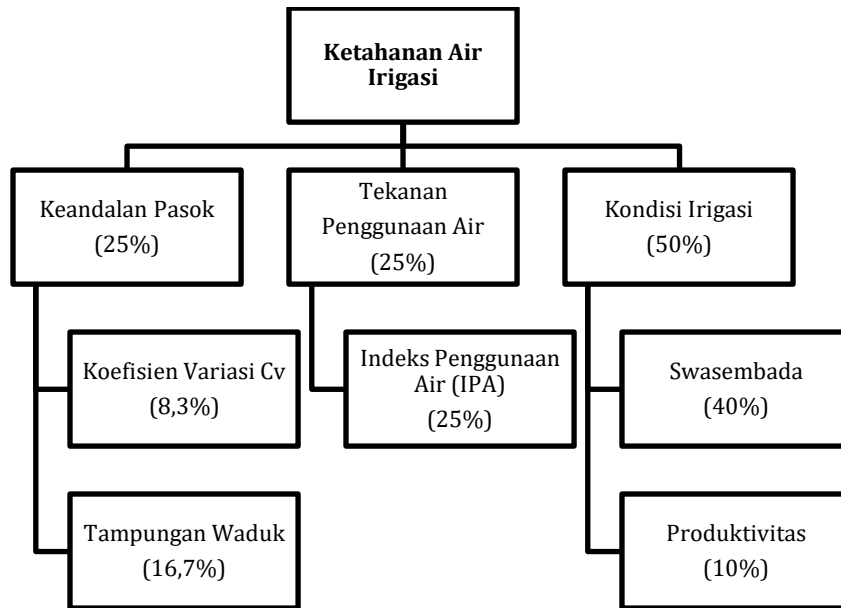 Ketahanan Air
Irigasi
Keandalan Pasok
(25%)
Tekanan
Penggunaan Air
(25%)
Kondisi Irigasi
(50%)
Koefisien Variasi Cv
(8,3%)
Indeks Penggunaan
Air (IPA)
(25%)
Swasembada
(40%)
Tampungan Waduk
(16,7%)
Produktivitas
(10%)